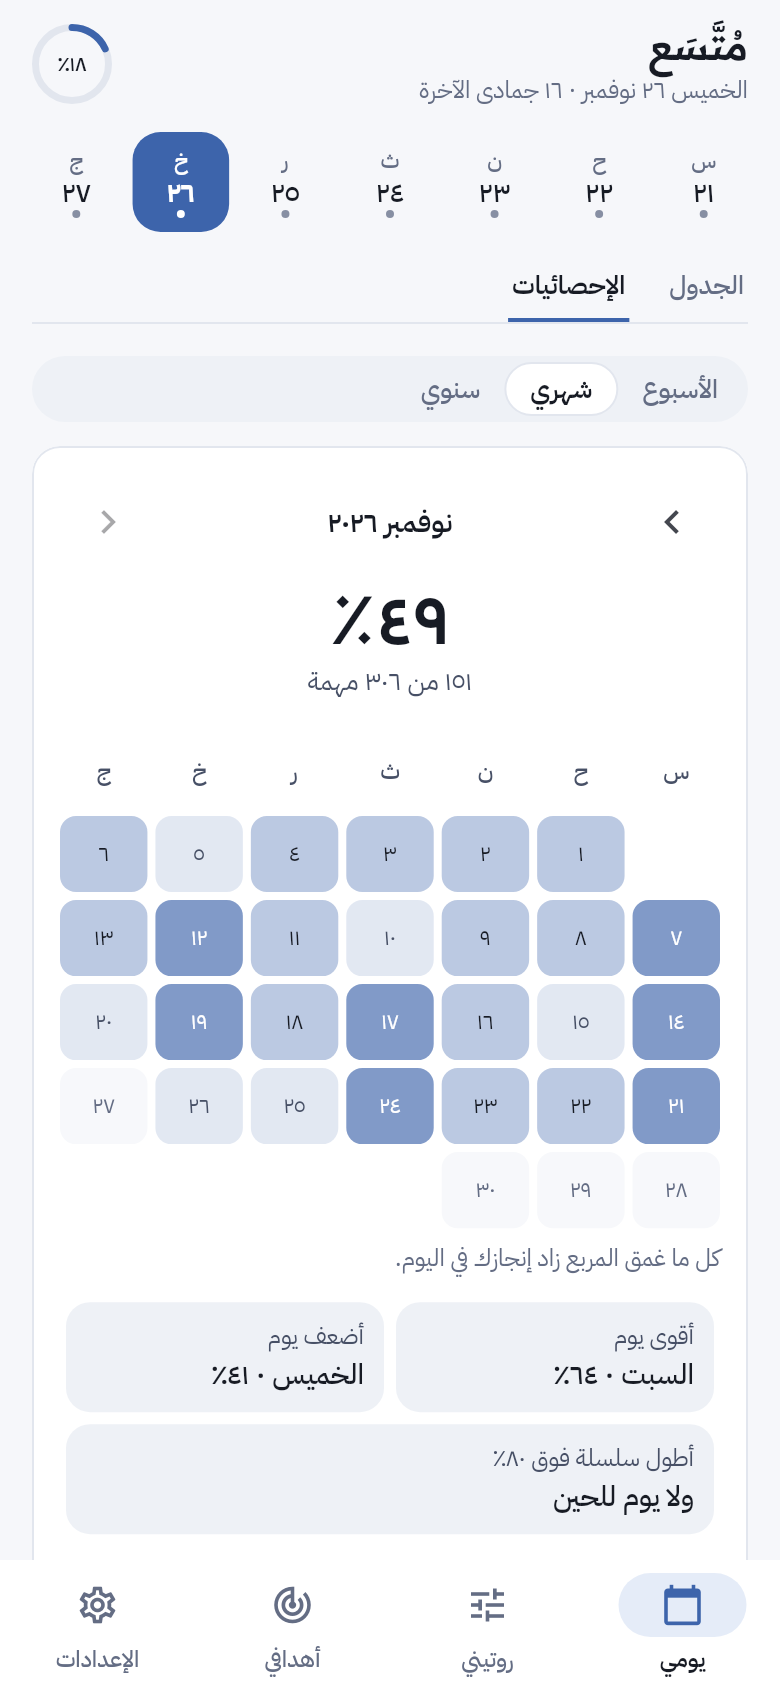 مُتَّسَع
الخميس ٢٦ نوفمبر · ١٦ جمادى الآخرة
٪١٨
س ح ن ث ر خ ج
٢١ ٢٢ ٢٣ ٢٤ ٢٥ ٢٦ ٢٧
الجدول الإحصائيات
الأسبوع شهري سنوي
نوفمبر ٢٠٢٦
٪٤٩
١٥١ من ٣٠٦ مهمة
س ح ن ث ر خ ج
١ ٢ ٣ ٤ ٥ ٦
٧ ٨ ٩ ١٠ ١١ ١٢ ١٣
١٤ ١٥ ١٦ ١٧ ١٨ ١٩ ٢٠
٢١ ٢٢ ٢٣ ٢٤ ٢٥ ٢٦ ٢٧
٢٨ ٢٩ ٣٠
كل ما غمق المربع زاد إنجازك في اليوم.
أقوى يوم
السبت · ٦٤٪
أضعف يوم
الخميس · ٤١٪
أطول سلسلة فوق ٨٠٪
ولا يوم للحين
يومي روتيني أهدافي الإعدادات